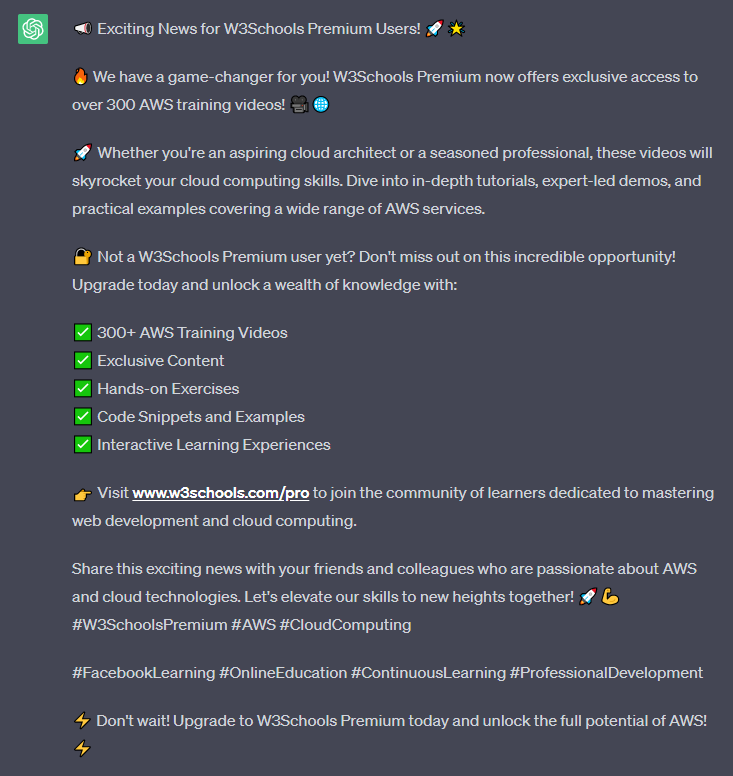 📢 Exciting News for W3Schools Premium Users! 🚀 🌟
🔥 We have a game-changer for you! W3Schools Premium now offers exclusive access to
over 300 AWS training videos! 🎥 🌐
🚀 Whether you're an aspiring cloud architect or a seasoned professional, these videos will
skyrocket your cloud computing skills. Dive into in-depth tutorials, expert-led demos, and
practical examples covering a wide range of AWS services.
🔐 Not a W3Schools Premium user yet? Don't miss out on this incredible opportunity!
Upgrade today and unlock a wealth of knowledge with:
✅ 300+ AWS Training Videos
✅ Exclusive Content
✅ Hands-on Exercises
✅ Code Snippets and Examples
✅ Interactive Learning Experiences
👉 Visit www.w3schools.com/pro to join the community of learners dedicated to mastering
web development and cloud computing.
Share this exciting news with your friends and colleagues who are passionate about AWS
and cloud technologies. Let's elevate our skills to new heights together! 🚀 💪
#W3SchoolsPremium #AWS #CloudComputing
#FacebookLearning #OnlineEducation #ContinuousLearning #ProfessionalDevelopment
⚡ Don't wait! Upgrade to W3Schools Premium today and unlock the full potential of AWS!
⚡